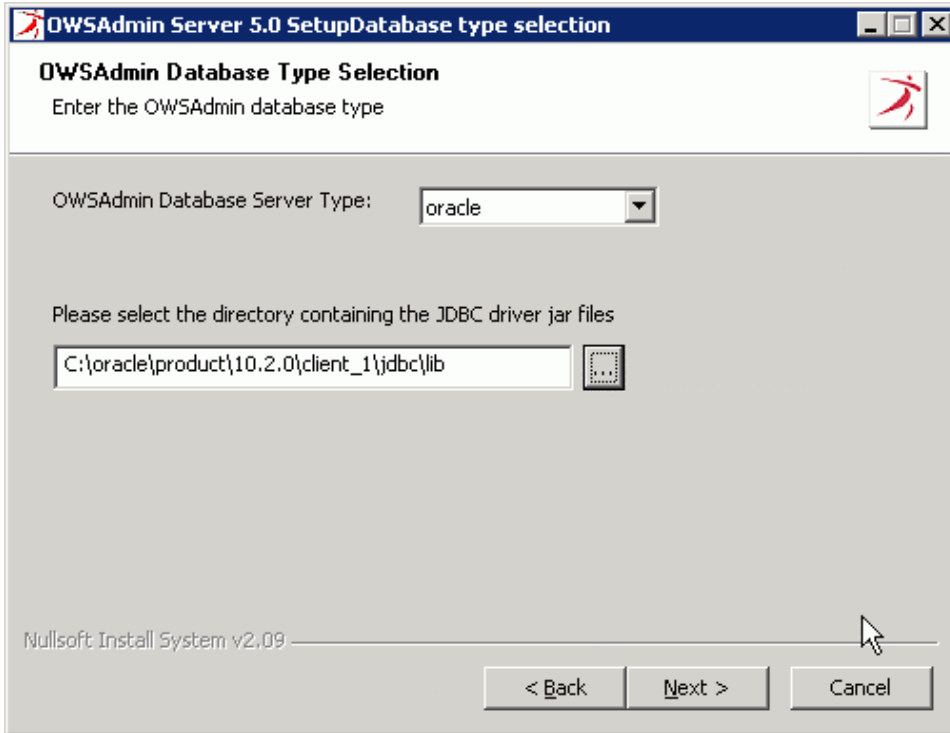 OWSAdmin Server 5.0 SetupDatabase type selection
OWSAdmin Database Type Selection
Enter the OWSAdmin database type
OWSAdmin Database Server Type:
oracle
Please select the directory containing the JDBC driver jar files
C:\oracle\product\10.2.0\client_1\jdbc\lib
...
Nullsoft Install System v2.09
< Back
Next >
Cancel